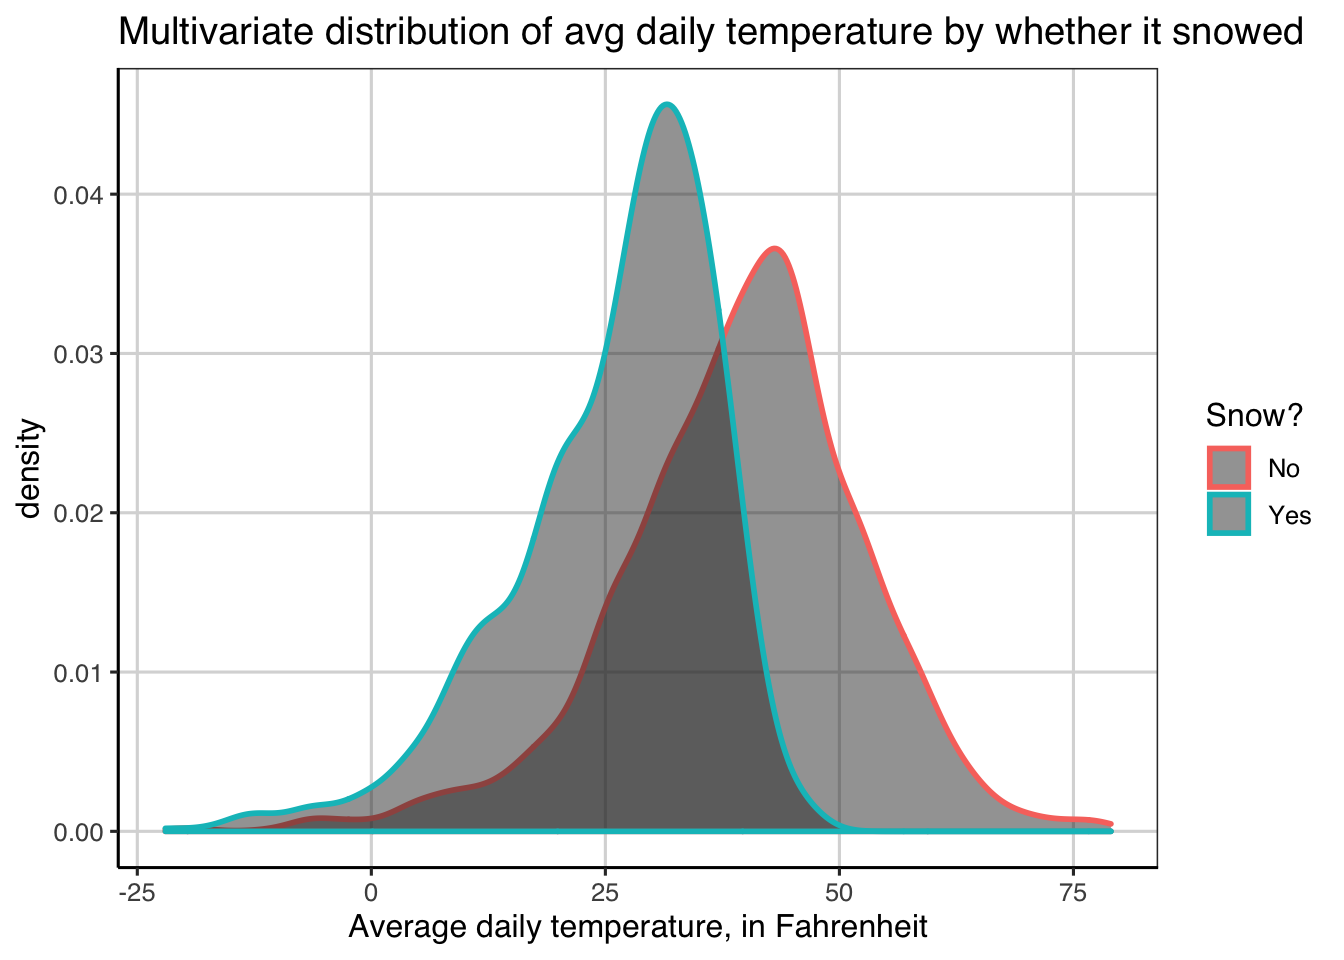 Multivariate distribution of avg daily temperature by whether it snowed
density
0.04
0.03
0.02
0.01
0.00
-25 0 25 50 75
Average daily temperature, in Fahrenheit
Snow?
No
Yes